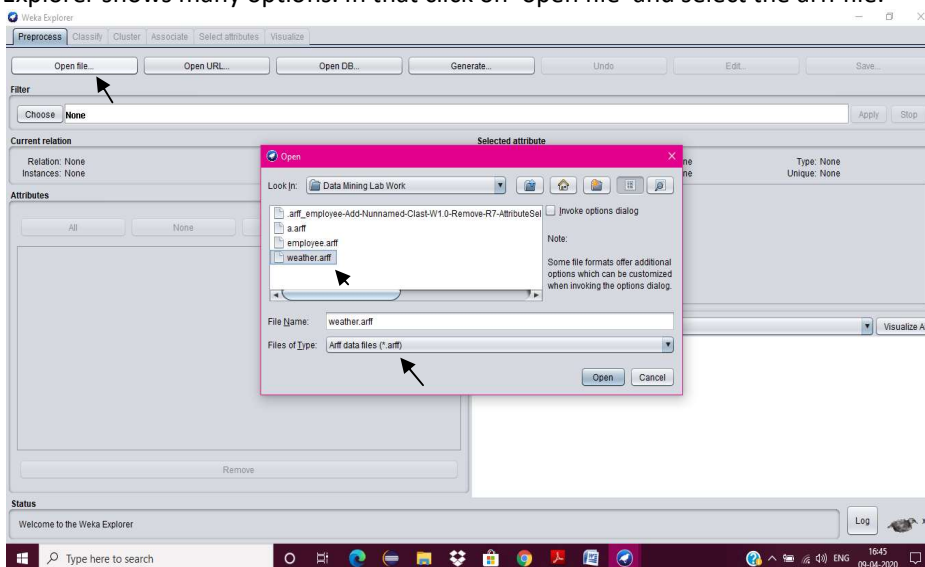 Explorer shows many options. In that click on 'open file' and select the arff file.
Weka Explorer
Preprocess Classify Cluster Associate Select attributes Visualize
Open file... Open URL... Open DB... Generate... Undo Edit... Save...
Filter
Choose None Apply Stop
Current relation Selected attribute
Relation: None ne Type: None
Instances: None ne Unique: None
Attributes
All None
Open
Look In: Data Mining Lab Work
.arff_employee-Add-Nunnamed-Clast-W1.0-Remove-R7-AttributeSel
a.arff
employee.arff
weather.arff
Invoke options dialog
Note:
Some file formats offer additional
options which can be customized
when invoking the options dialog.
File Name: weather.arff
Files of Type: Arff data files (*.arff)
Open Cancel
Visualize A
Remove
Status
Welcome to the Weka Explorer
Log
Type here to search
ENG 16:45
09-04-2020